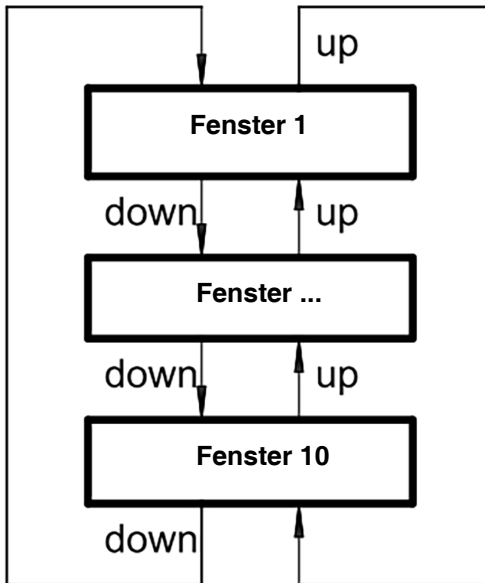 up
Fenster 1
down up
Fenster ...
down up
Fenster 10
down